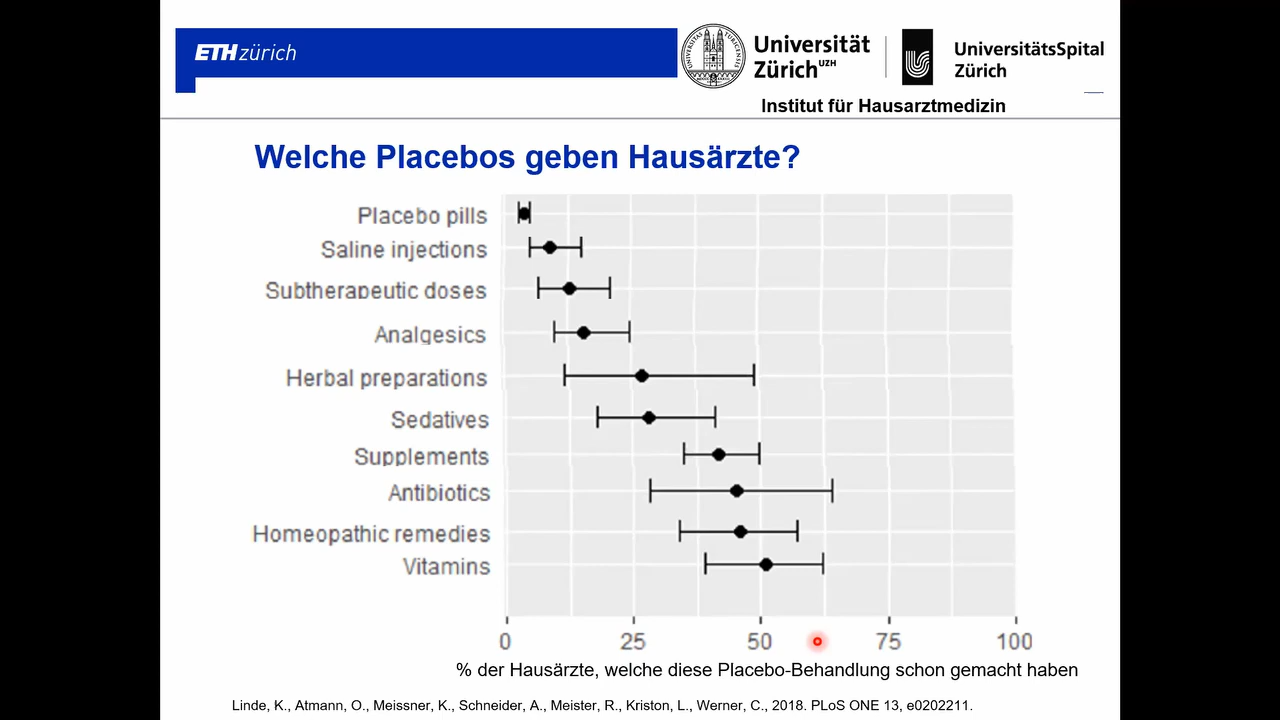 ETH zürich
Universität
Zürich UZH
UniversitätsSpital
Zürich
Institut für Hausarztmedizin
Welche Placebos geben Hausärzte?
Placebo pills
Saline injections
Subtherapeutic doses
Analgesics
Herbal preparations
Sedatives
Supplements
Antibiotics
Homeopathic remedies
Vitamins
0 25 50 75 100
% der Hausärzte, welche diese Placebo-Behandlung schon gemacht haben
Linde, K., Atmann, O., Meissner, K., Schneider, A., Meister, R., Kriston, L., Werner, C., 2018. PLoS ONE 13, e0202211.